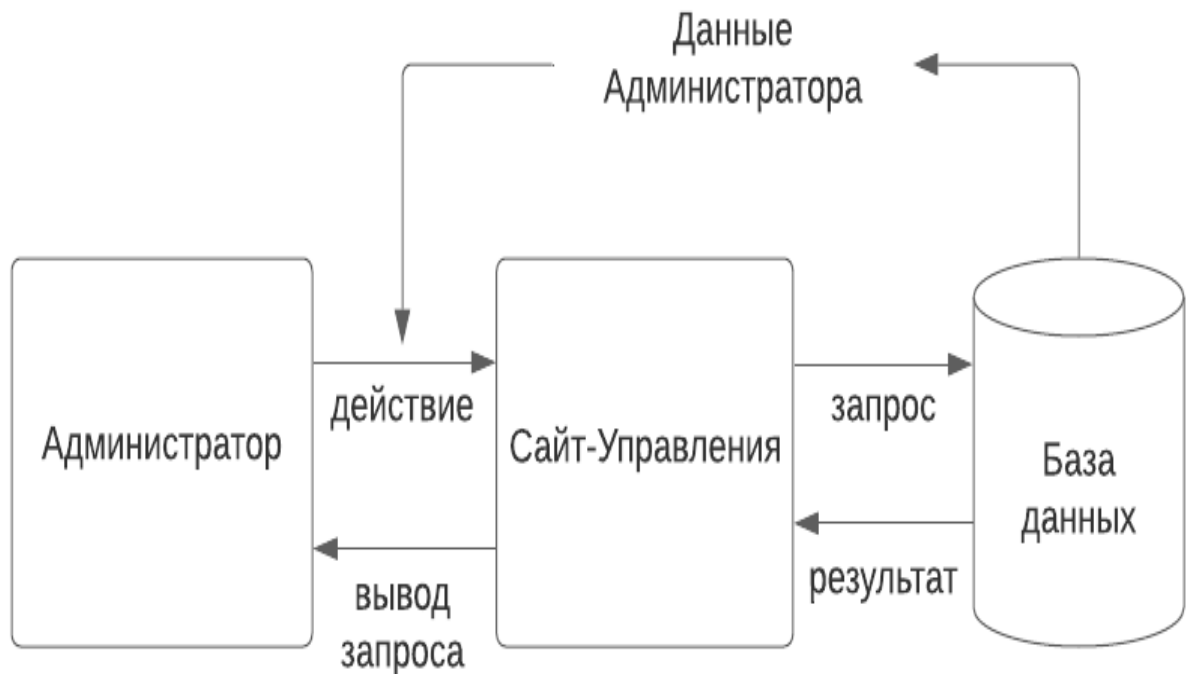 Данные
Администратора
Администратор
действие
вывод
запроса
Сайт-Управления
запрос
результат
База
данных